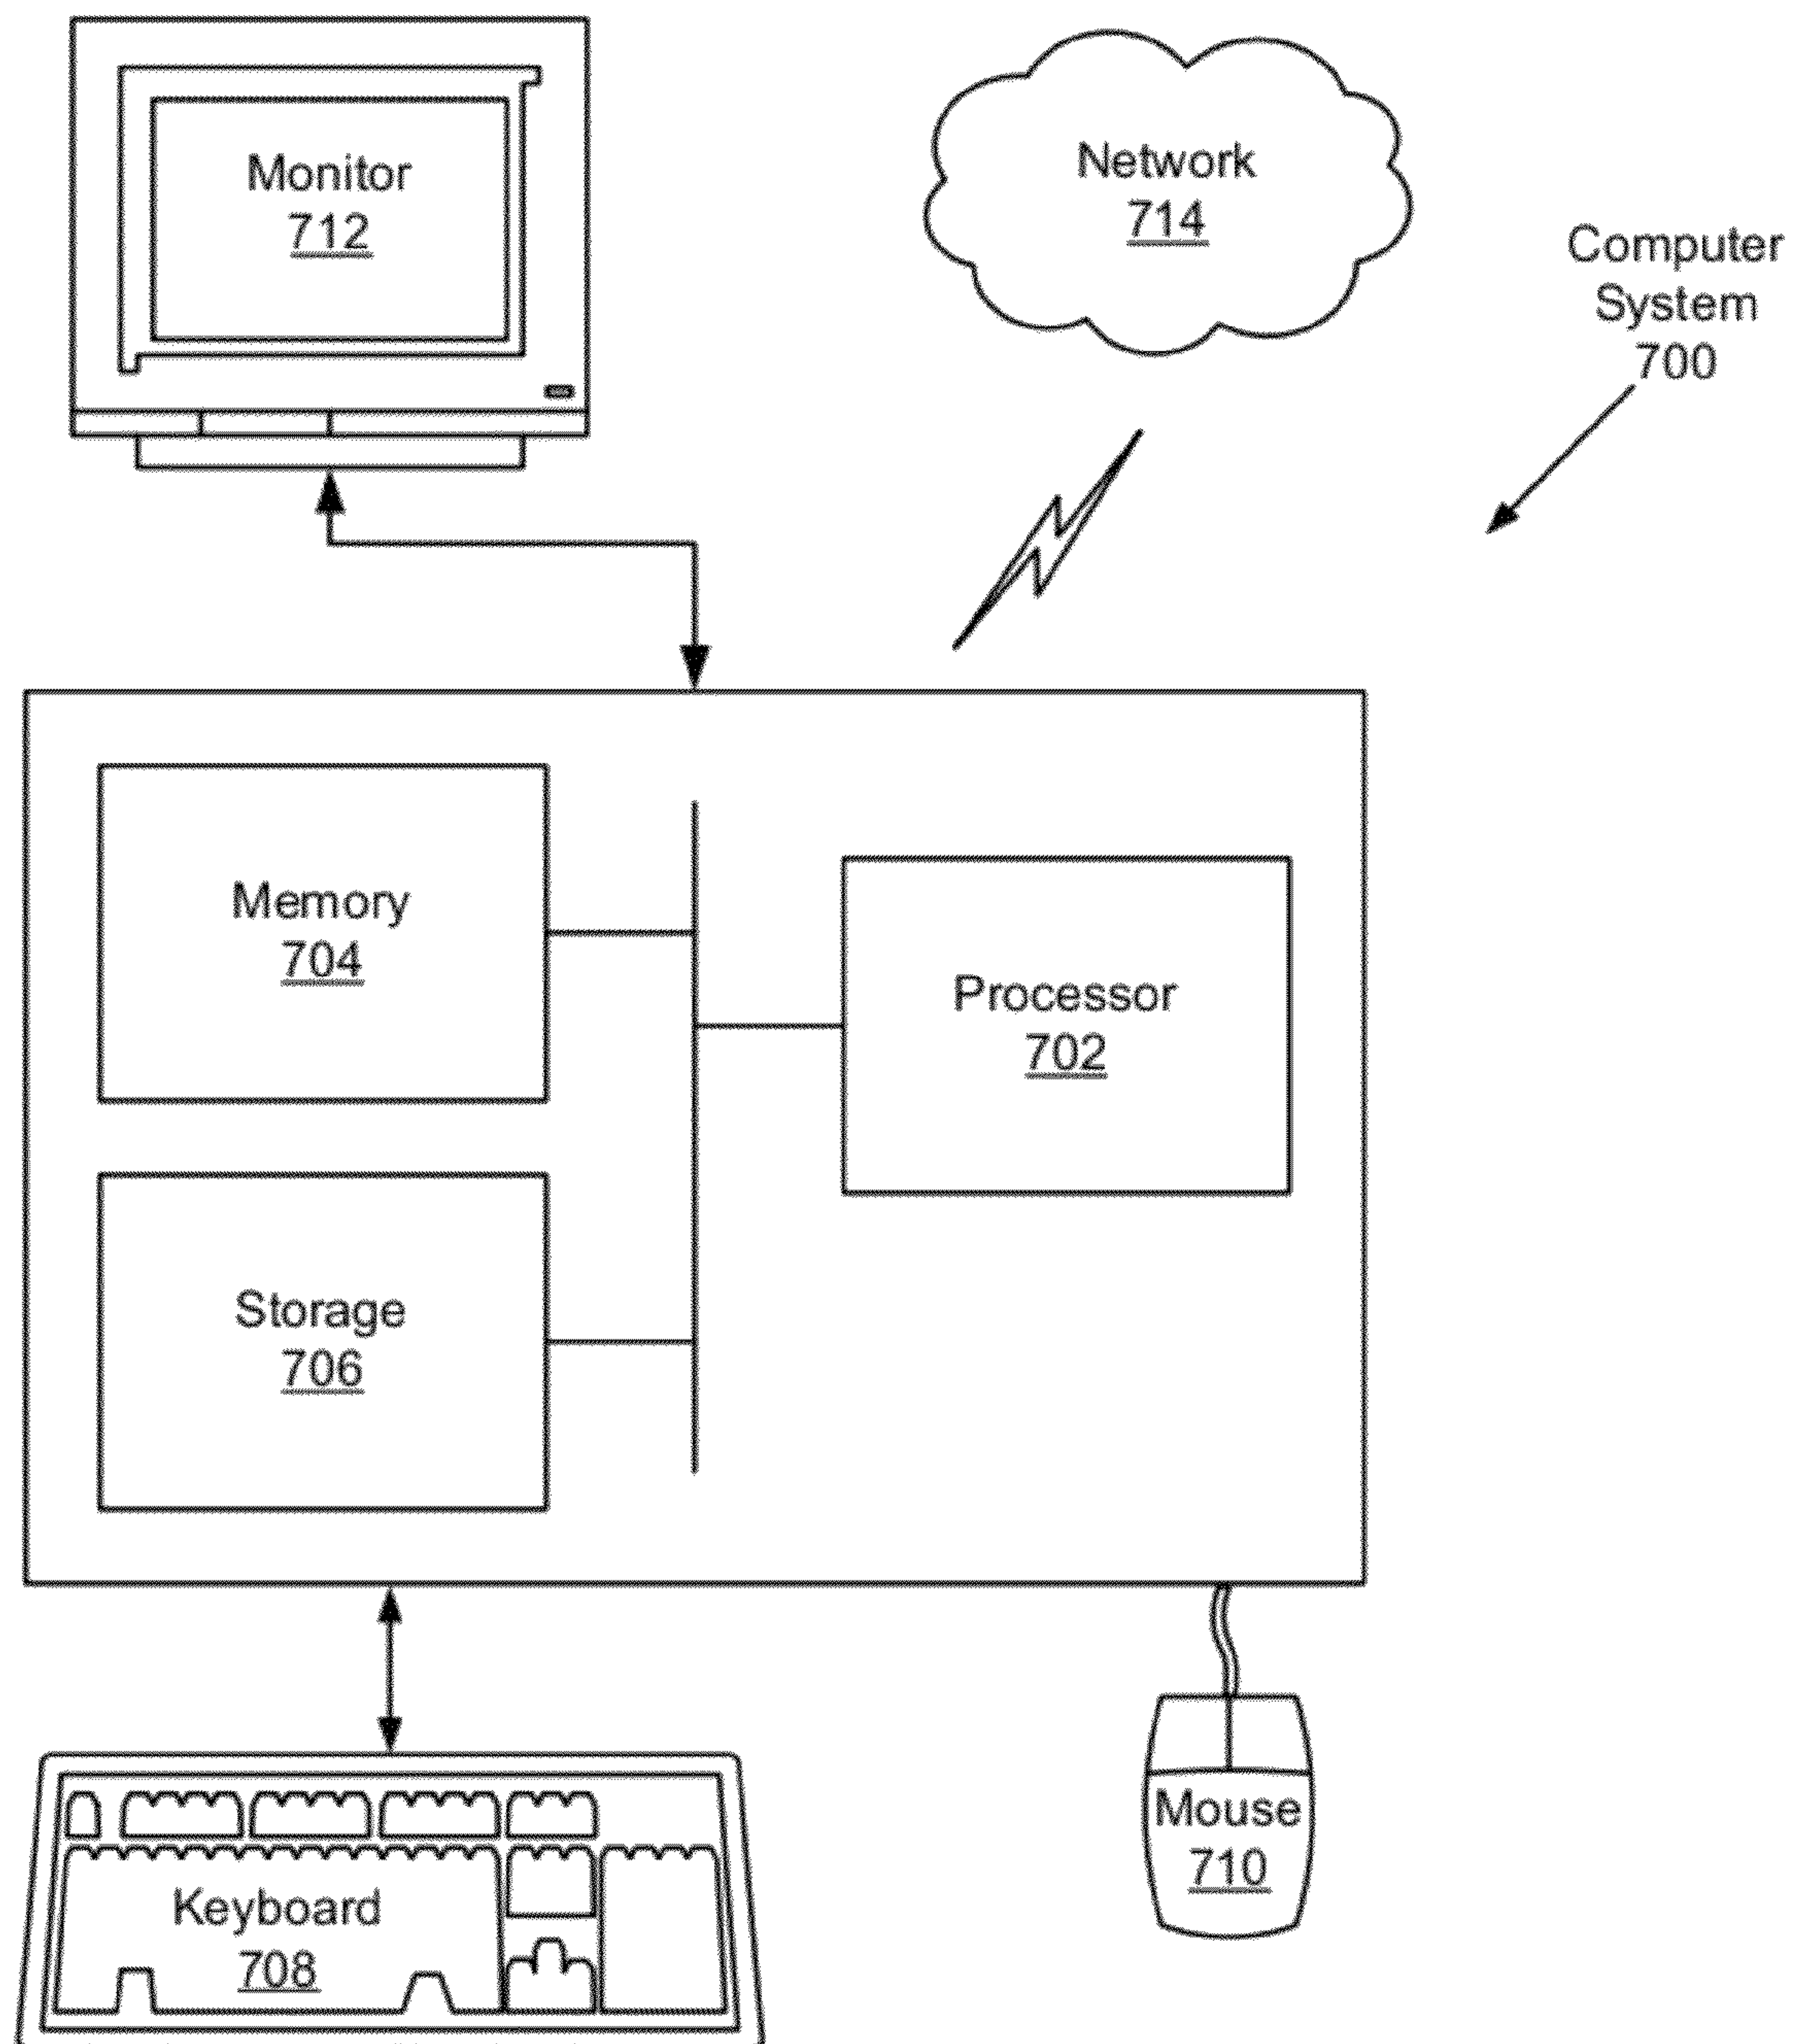 Monitor
712
Network
714
Computer
System
700
Memory
704
Processor
702
Storage
706
Keyboard
708
Mouse
710